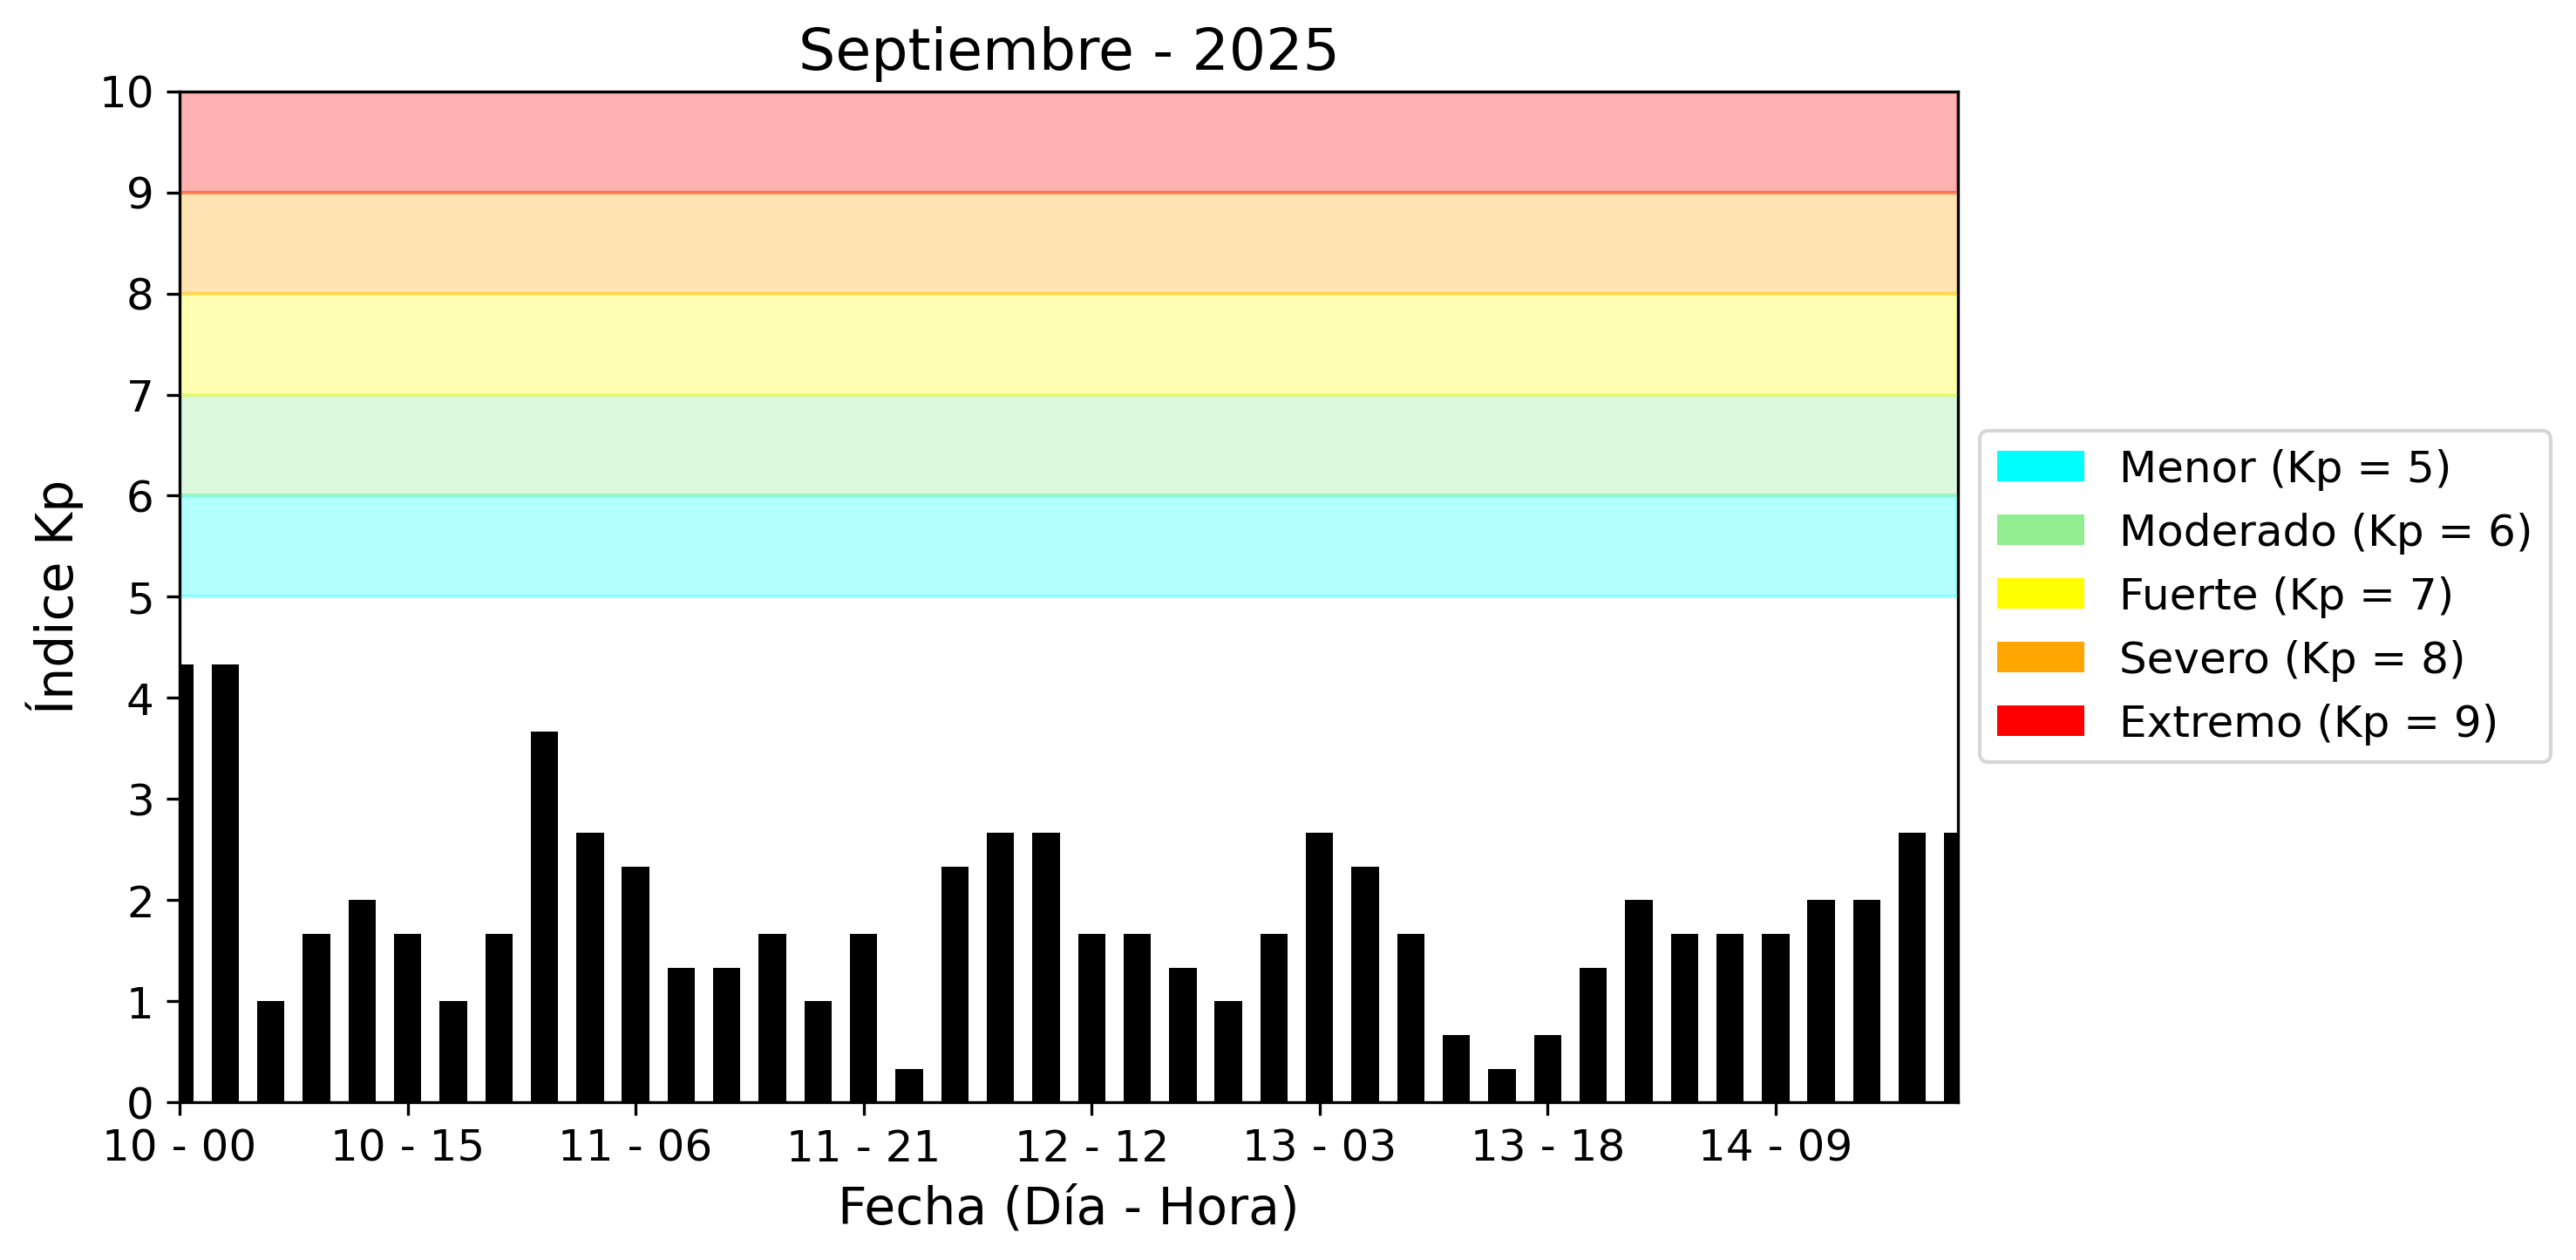 Septiembre - 2025
10
9
8
7
6
5
4
3
2
1
0
Índice Kp
10 - 00
10 - 15
11 - 06
11 - 21
12 - 12
13 - 03
13 - 18
14 - 09
Fecha (Día - Hora)
Menor (Kp = 5)
Moderado (Kp = 6)
Fuerte (Kp = 7)
Severo (Kp = 8)
Extremo (Kp = 9)